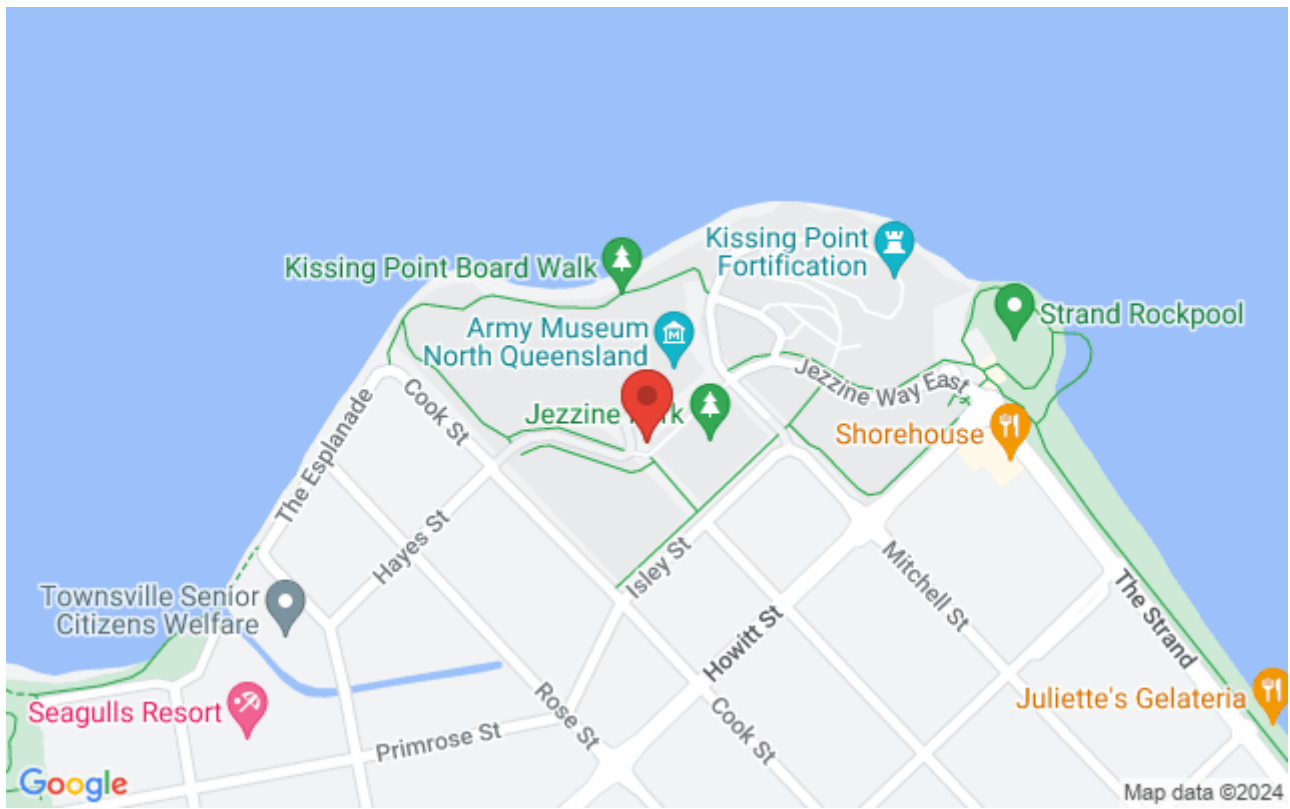 Kissing Point
Fortification
Kissing Point Board Walk
Strand Rockpool
Army Museum
North Queensland
Jezzine Way East
The Esplanade
Cook St
Jezzine Park
Shorehouse
Hayes St
Isley St
Mitchell St
Townsville Senior
Citizens Welfare
Howitt St
The Strand
Rose St
Juliette's Gelateria
Seagulls Resort
Cook St
Primrose St
Google
Map data ©2024